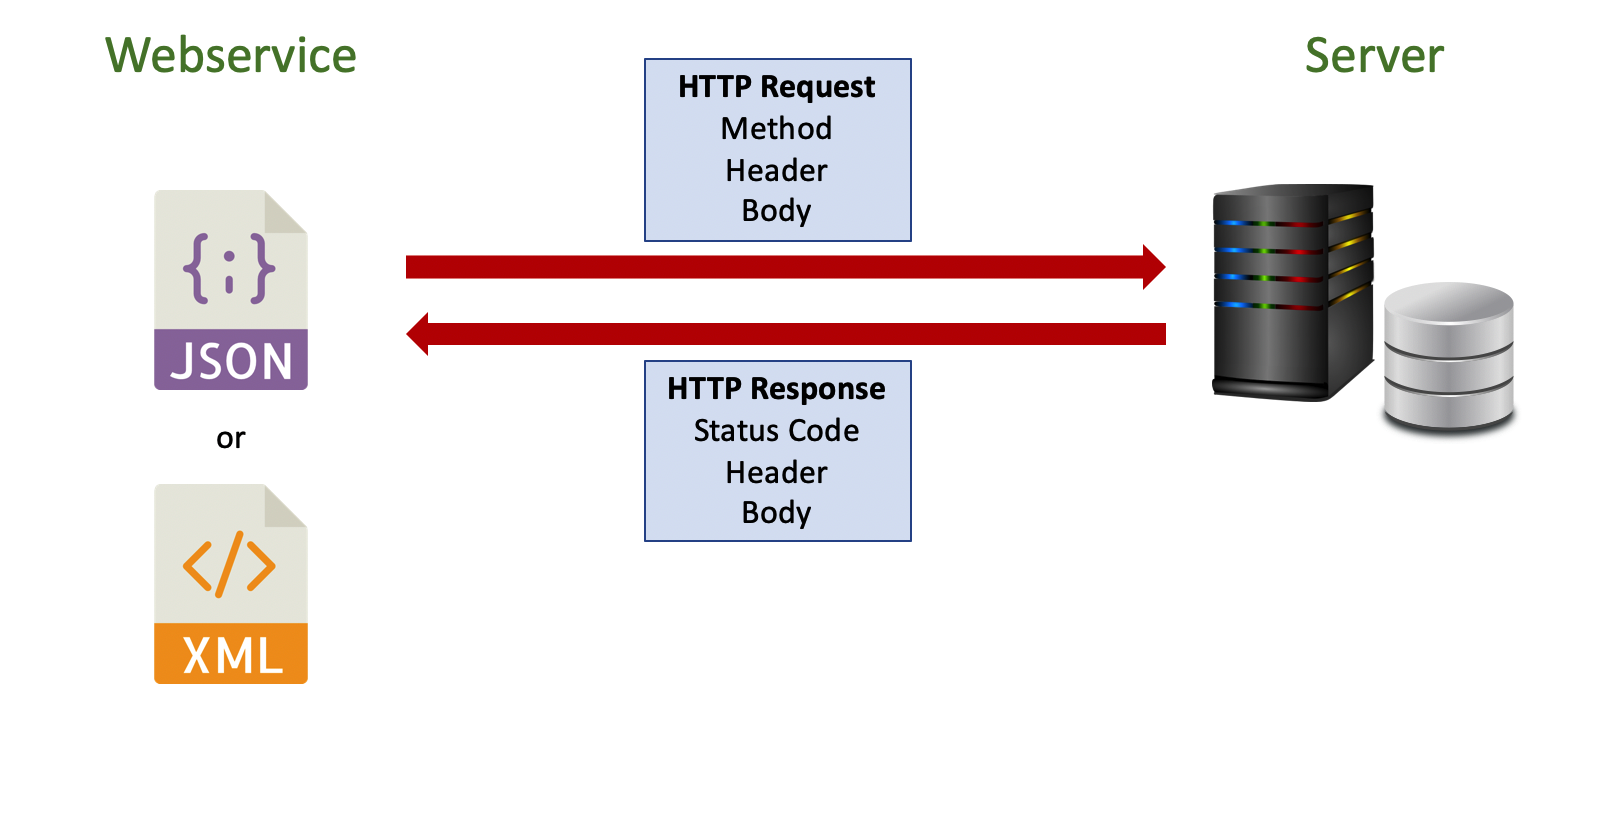 Webservice
Server
HTTP Request
Method
Header
Body
{;}
JSON
HTTP Response
Status Code
Header
Body
or
</>
XML